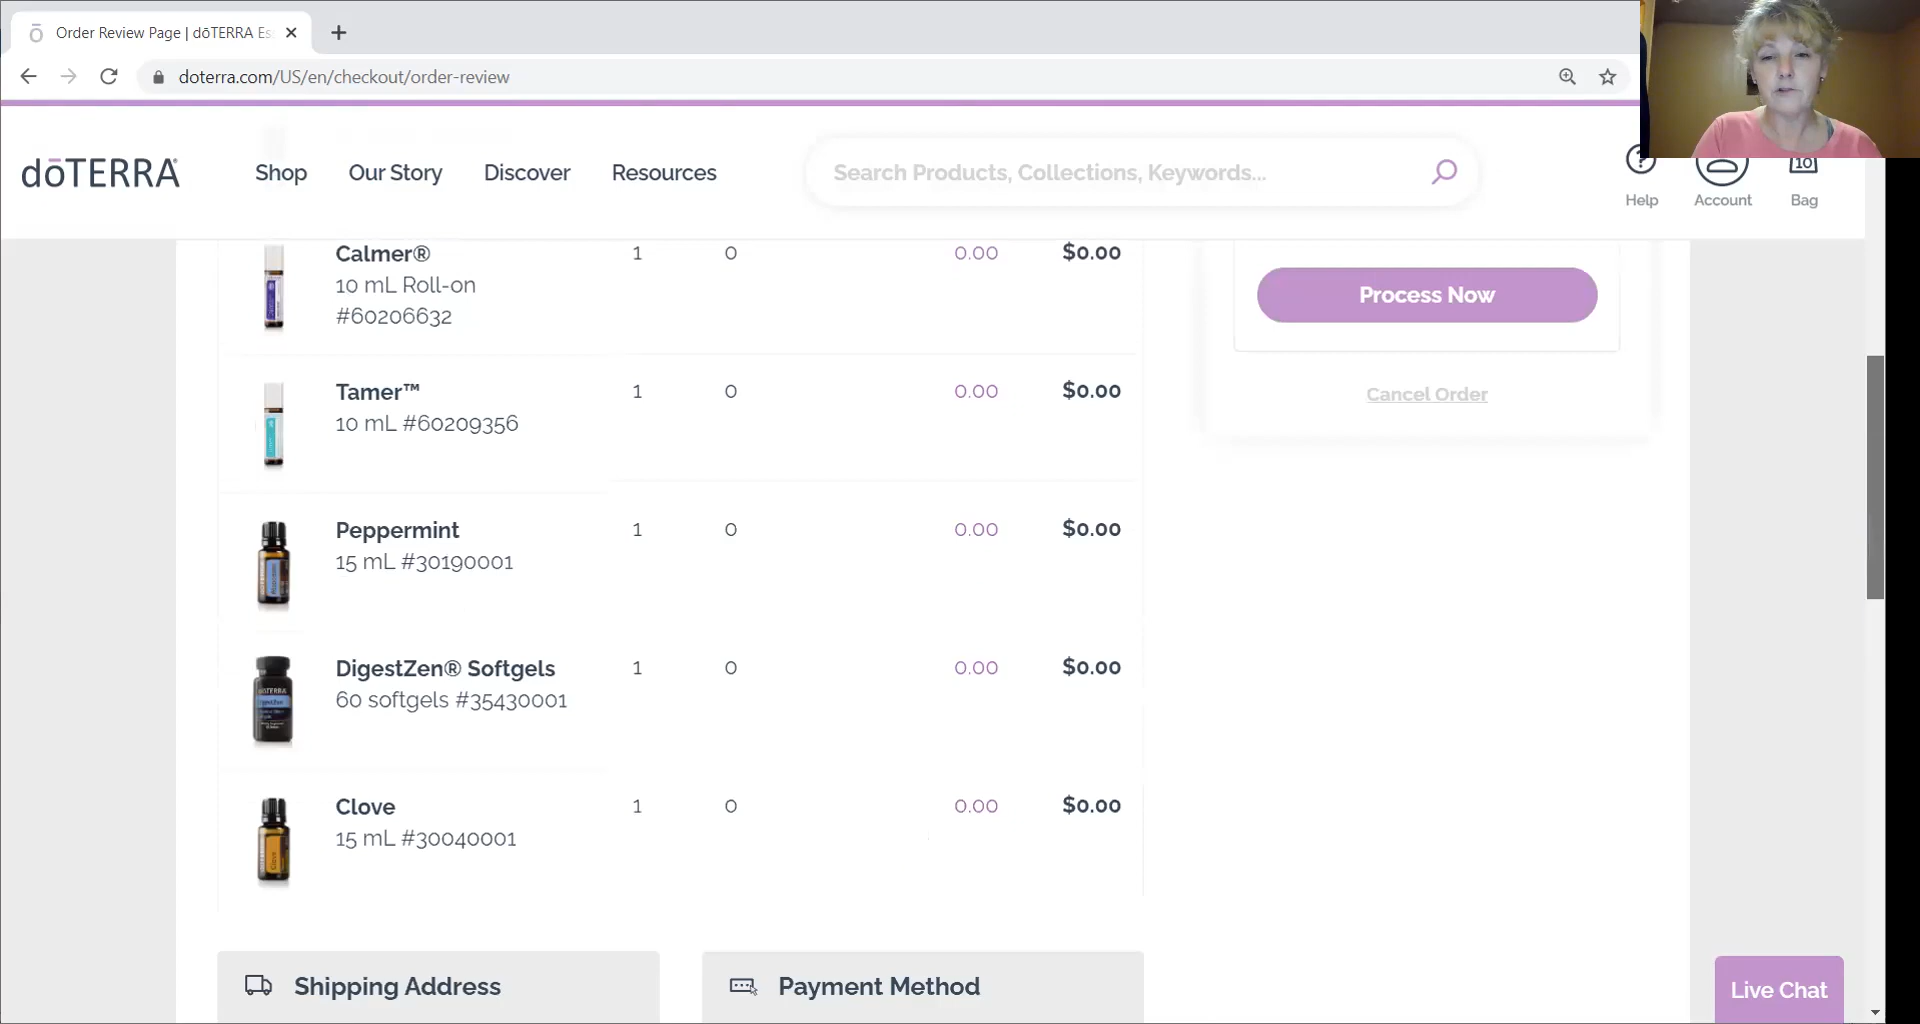 Order Review Page | dōTERRA Es
doterra.com/US/en/checkout/order-review
dōTERRA
Shop
Our Story
Discover
Resources
Search Products, Collections, Keywords...
Help
Account
10
Bag
Calmer® 1 0 0.00 $0.00
10 mL Roll-on
#60206632
Process Now
Cancel Order
Tamer™ 1 0 0.00 $0.00
10 mL #60209356
Peppermint 1 0 0.00 $0.00
15 mL #30190001
DigestZen® Softgels 1 0 0.00 $0.00
60 softgels #35430001
Clove 1 0 0.00 $0.00
15 mL #30040001
Shipping Address
Payment Method
Live Chat